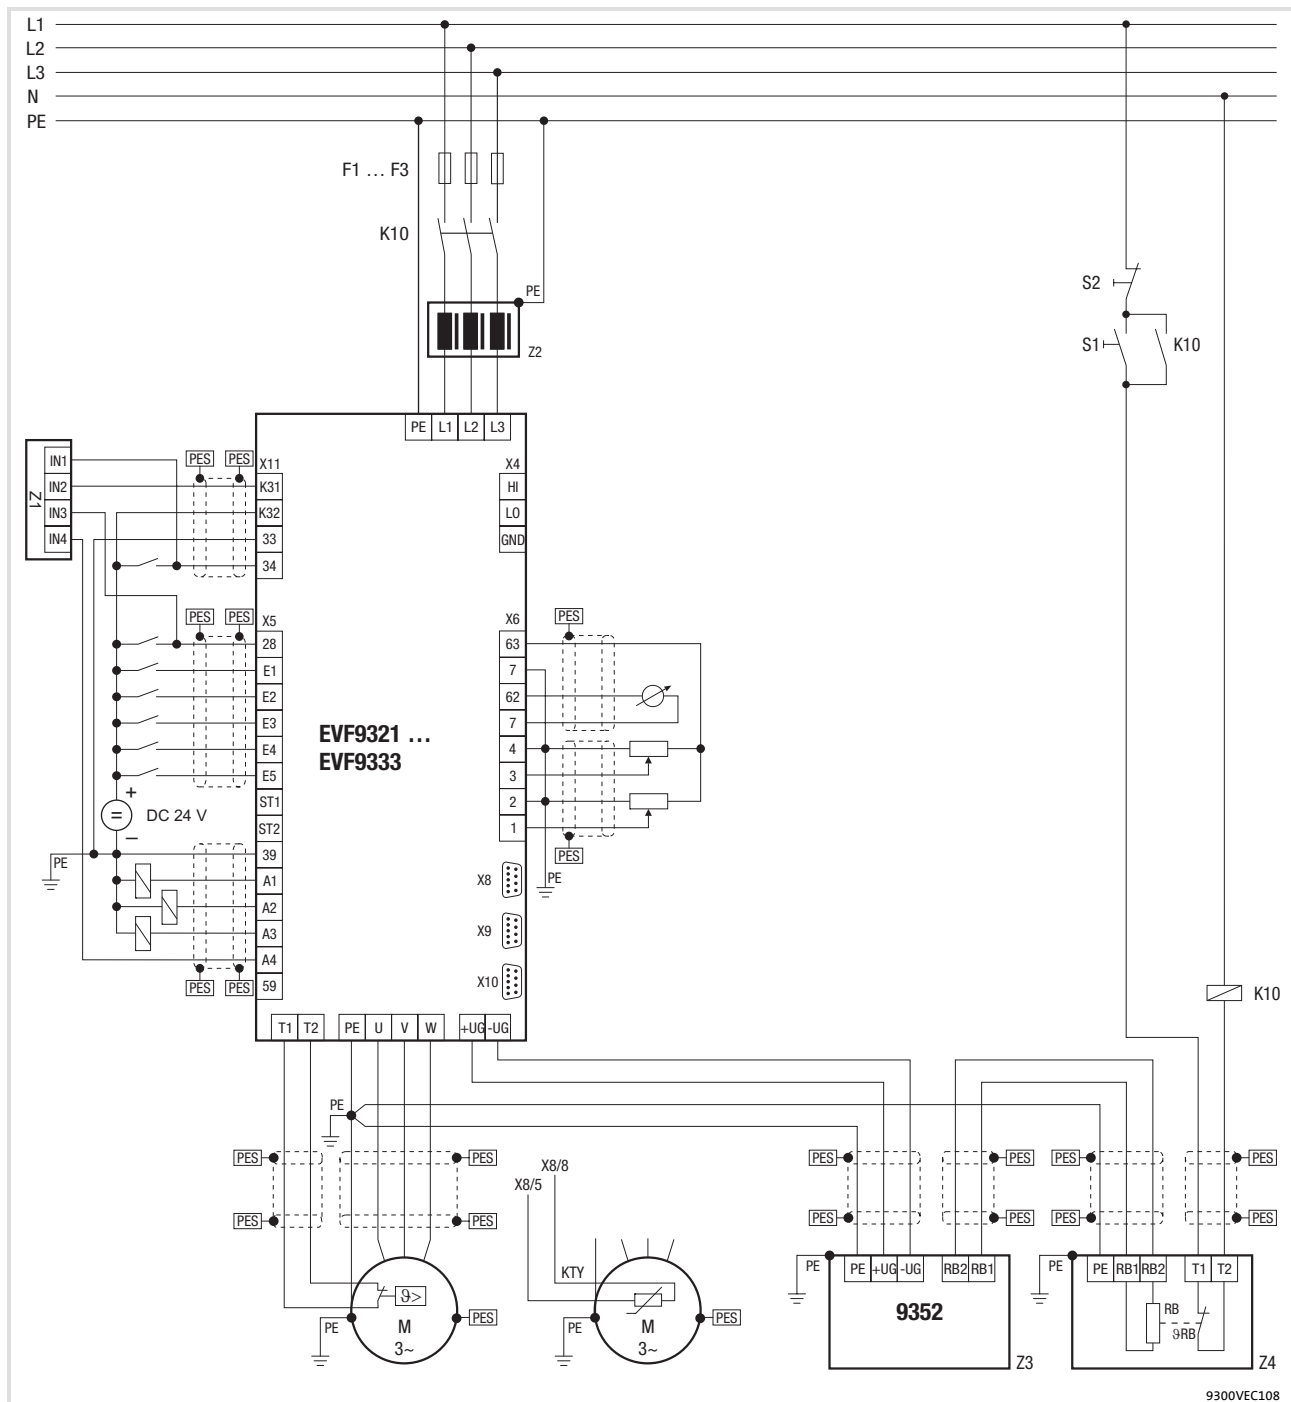 L1
L2
L3
N
PE
F1 … F3
K10
PE
Z2
S2
S1
K10
PE L1 L2 L3
Z1
IN1
IN2
IN3
IN4
PES PES
X11
K31
K32
33
34
X4
HI
LO
GND
PES PES
X5
28
E1
E2
E3
E4
E5
ST1
ST2
39
A1
A2
A3
A4
59
EVF9321 …
EVF9333
X6
63
7
62
7
4
3
2
1
PES
PES
PE
+
=
DC 24 V
−
PE
PES PES
X8
X9
X10
K10
T1 T2 PE U V W +UG -UG
PE
PES PES
PES PES
X8/8
X8/5
PES PES PES PES
PES PES PES PES
ϑ>
M
3~
PE
PES
KTY
M
3~
PE
PES
PE
PE +UG -UG RB2 RB1
9352
Z3
PE
PE RB1 RB2 T1 T2
RB
ϑRB
Z4
9300VEC108